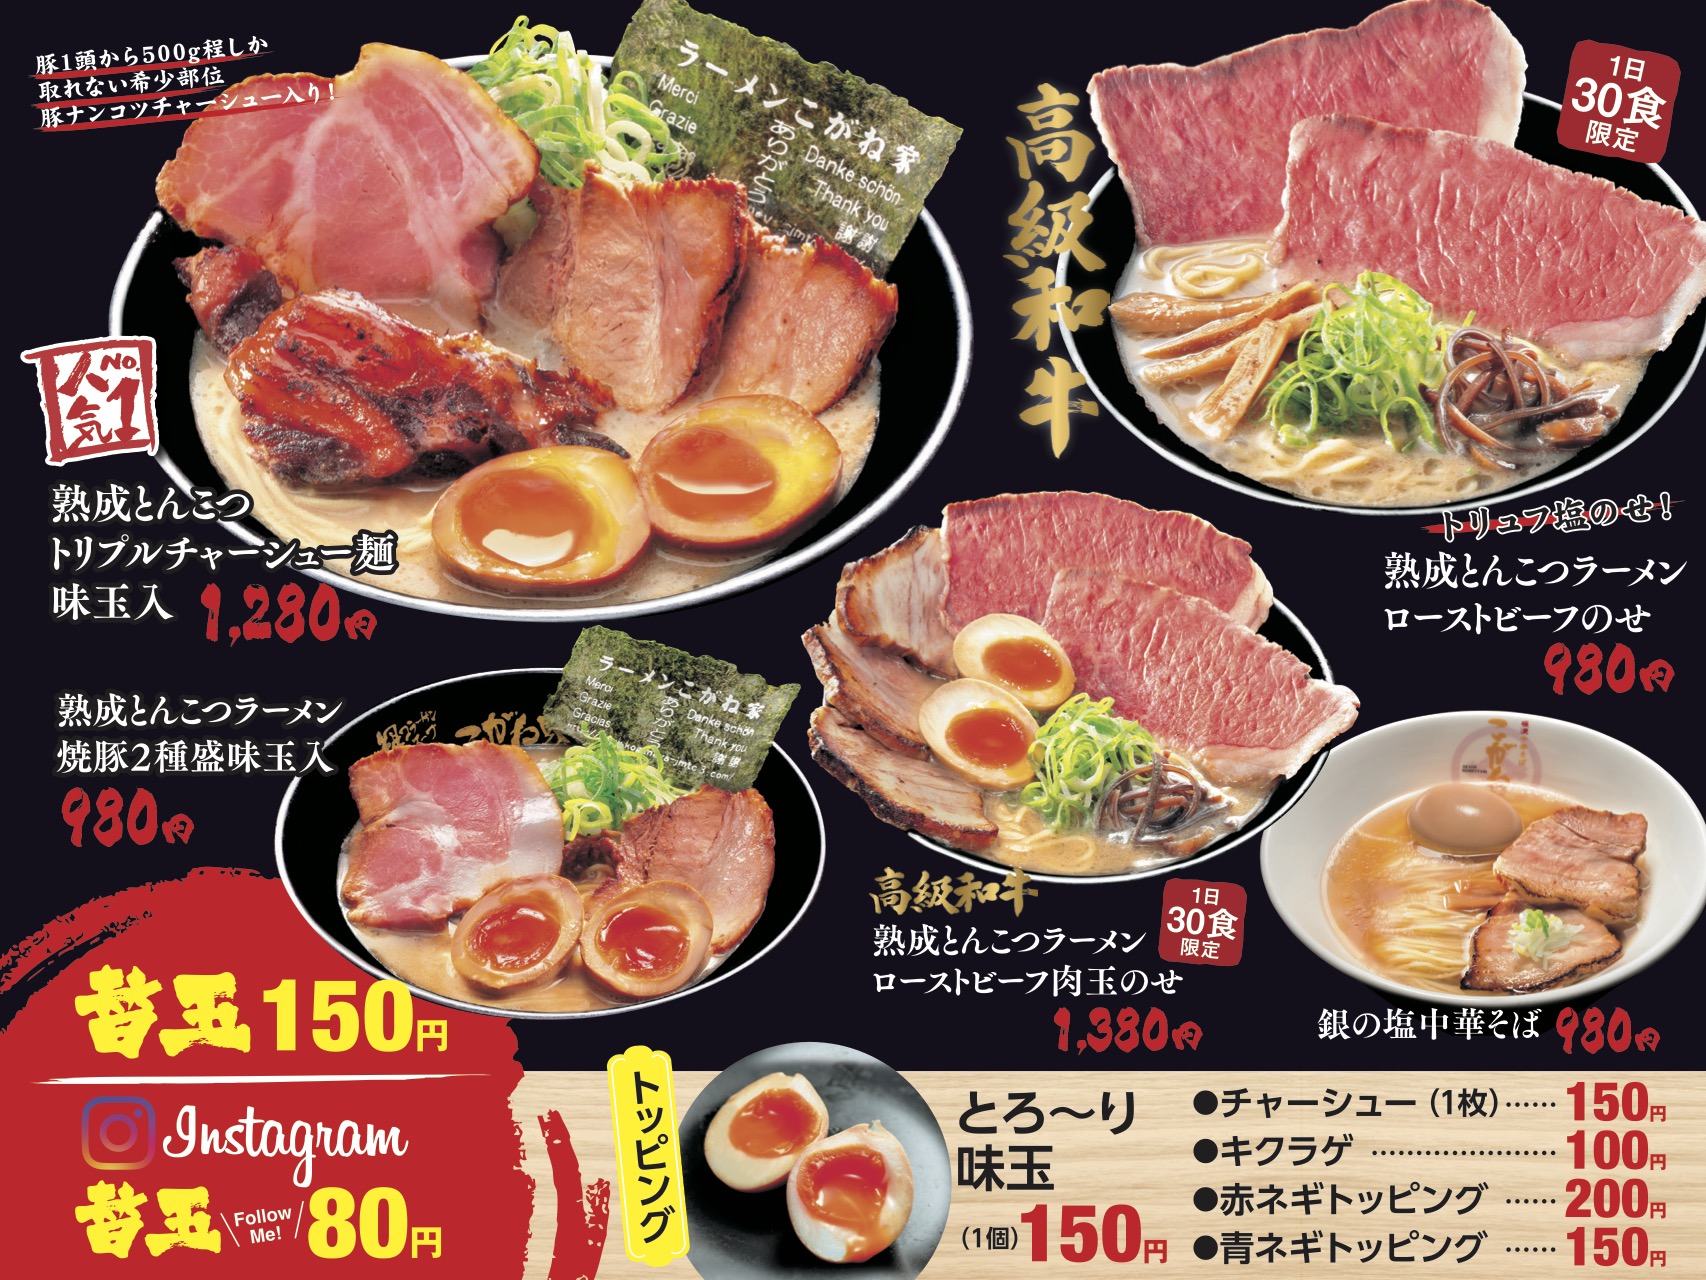 豚1頭から500g程しか
取れない希少部位
豚ナンコツチャーシュー入り!
ラーメンこがね家
Merci
Grazie
ありがとう
Danke schön
Thank you
謝謝
人気
No.1
熟成とんこつ
トリプルチャーシュー麺
味玉入 1,280円
高級和牛
1日
30食
限定
トリュフ塩のせ!
熟成とんこつラーメン
ローストビーフのせ
980円
熟成とんこつラーメン
焼豚2種盛味玉入
980円
ラーメンこがね家
Merci
Grazie
Gracias
ありがとう
Danke schön
Thank you
こがね家
高級和牛
熟成とんこつラーメン
ローストビーフ肉玉のせ
1日
30食
限定
1,380円
銀の塩中華そば 980円
替玉150円
Instagram
替玉 Follow Me! 80円
トッピング
とろ〜り
味玉
(1個)150円
●チャーシュー(1枚)……150円
●キクラゲ…………………100円
●赤ネギトッピング……200円
●青ネギトッピング……150円